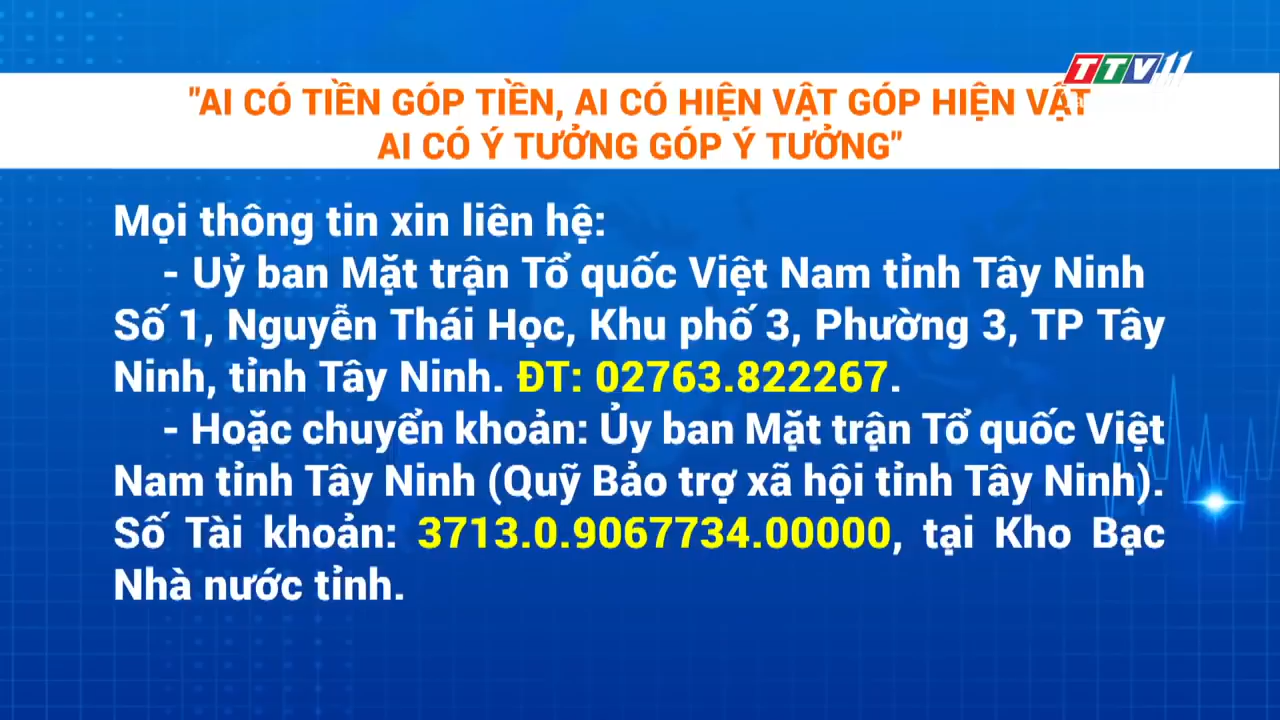 TTV11
"AI CÓ TIỀN GÓP TIỀN, AI CÓ HIỆN VẬT GÓP HIỆN VẬT
AI CÓ Ý TƯỞNG GÓP Ý TƯỞNG"
Mọi thông tin xin liên hệ:
- Uỷ ban Mặt trận Tổ quốc Việt Nam tỉnh Tây Ninh
Số 1, Nguyễn Thái Học, Khu phố 3, Phường 3, TP Tây
Ninh, tỉnh Tây Ninh. ĐT: 02763.822267.
- Hoặc chuyển khoản: Ủy ban Mặt trận Tổ quốc Việt
Nam tỉnh Tây Ninh (Quỹ Bảo trợ xã hội tỉnh Tây Ninh).
Số Tài khoản: 3713.0.9067734.00000, tại Kho Bạc
Nhà nước tỉnh.